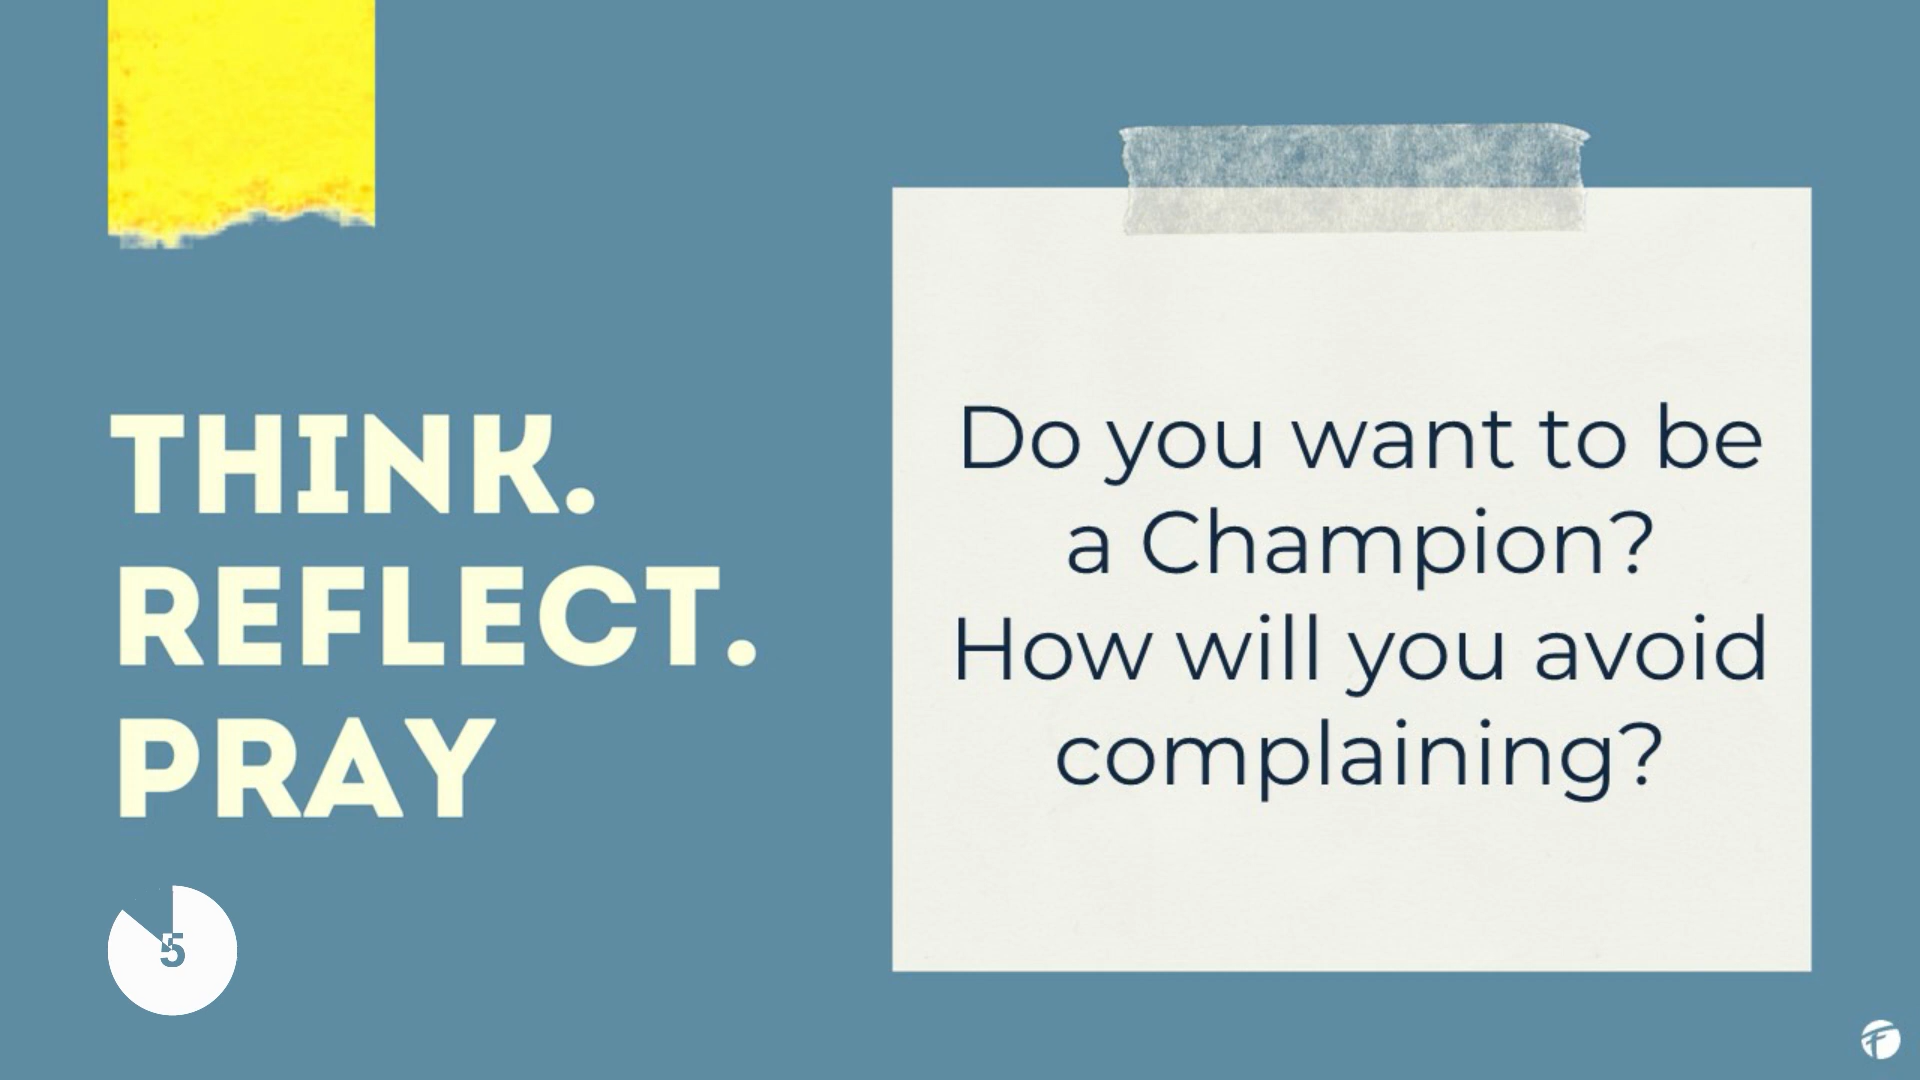 THINK.
REFLECT.
PRAY
5
Do you want to be
a Champion?
How will you avoid
complaining?